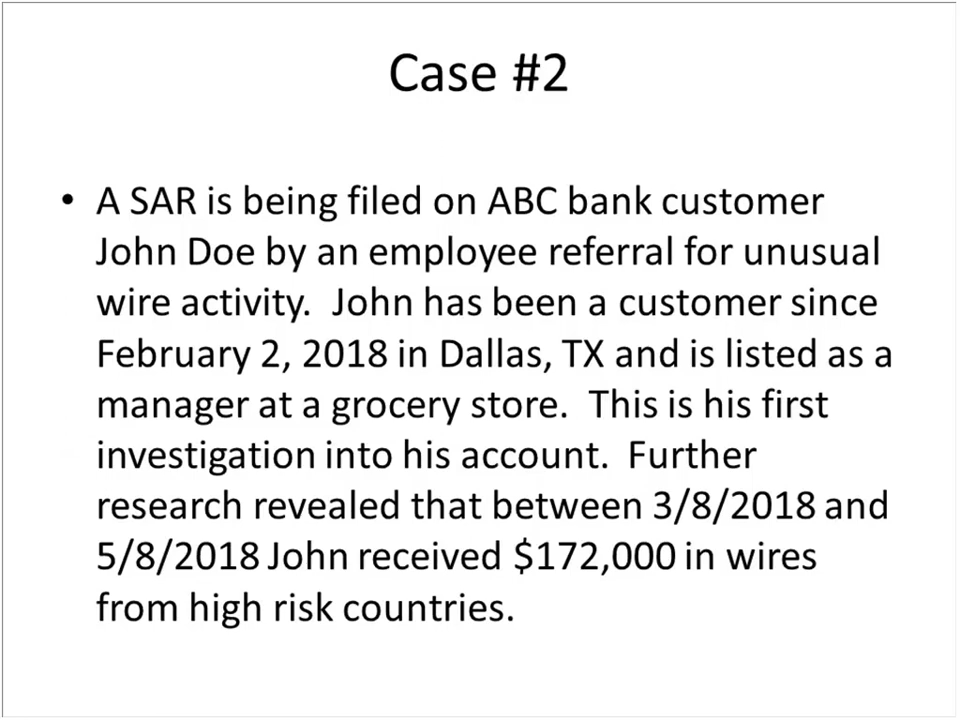 Case #2
• A SAR is being filed on ABC bank customer
John Doe by an employee referral for unusual
wire activity.  John has been a customer since
February 2, 2018 in Dallas, TX and is listed as a
manager at a grocery store.  This is his first
investigation into his account.  Further
research revealed that between 3/8/2018 and
5/8/2018 John received $172,000 in wires
from high risk countries.